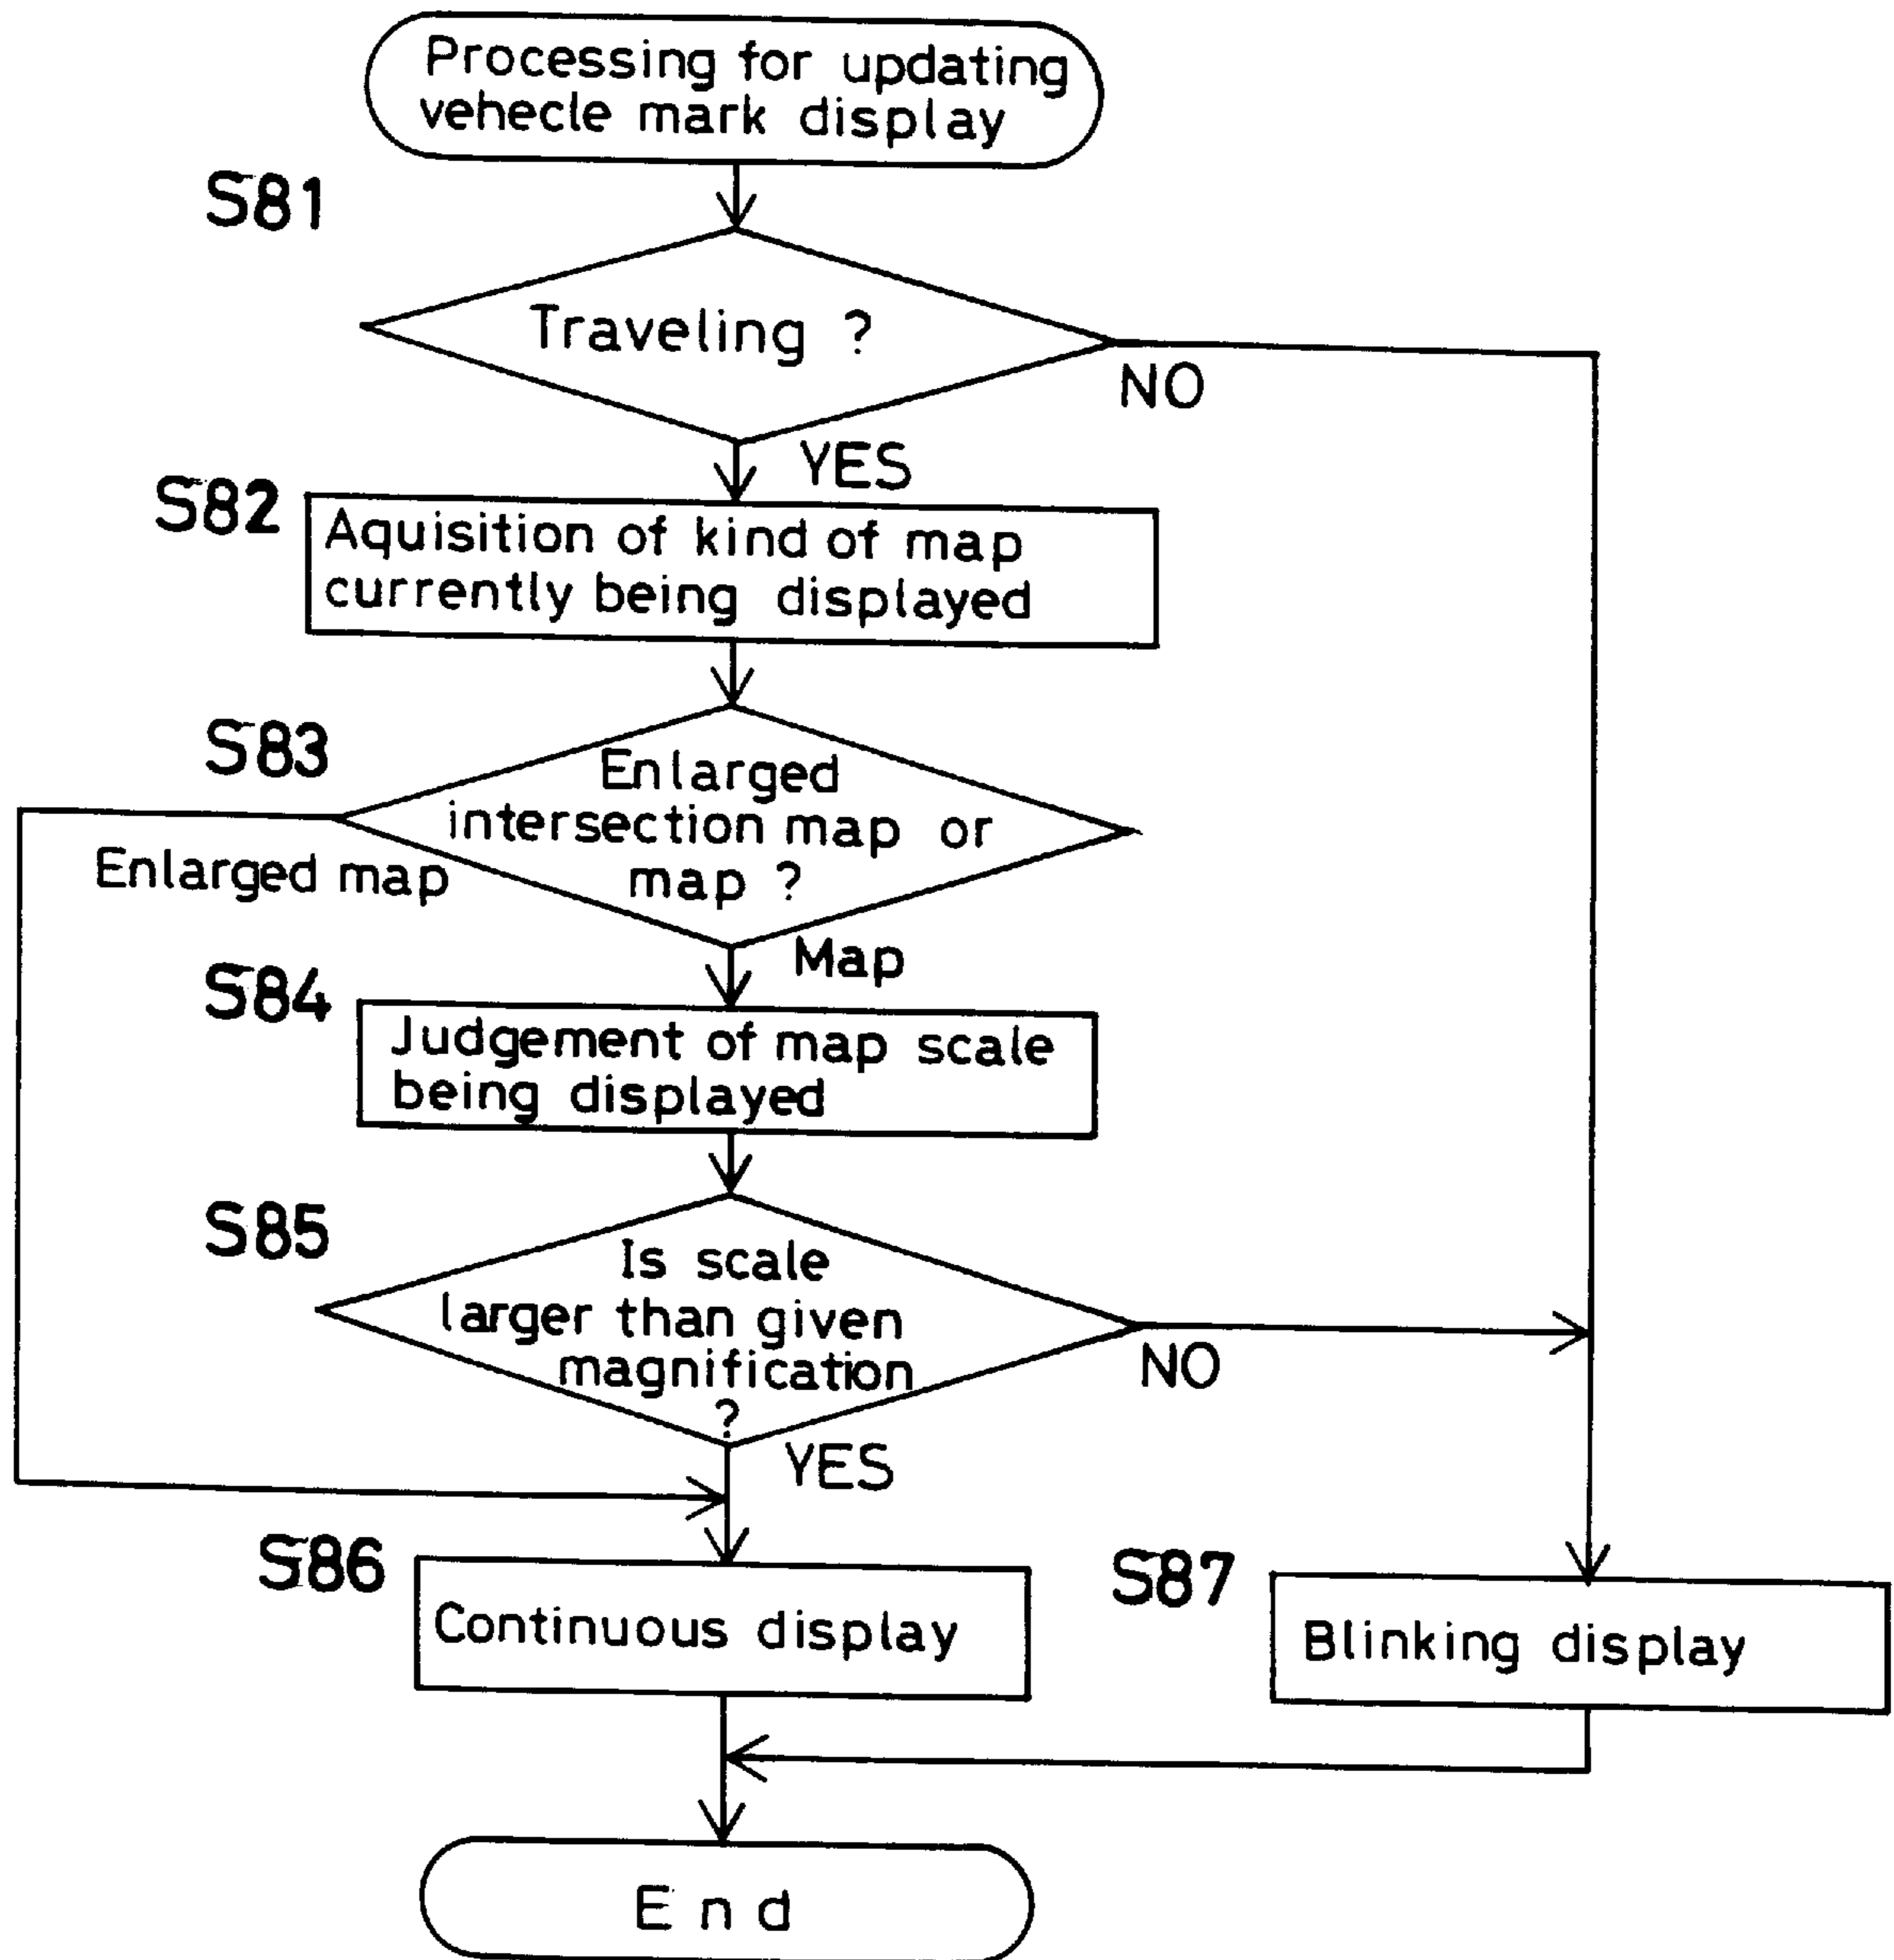 Processing for updating
vehecle mark display
S81
Traveling ?
NO
YES
S82
Aquisition of kind of map
currently being displayed
S83
Enlarged
intersection map or
map ?
Enlarged map
Map
S84
Judgement of map scale
being displayed
S85
Is scale
larger than given
magnification
?
NO
YES
S86
Continuous display
S87
Blinking display
End